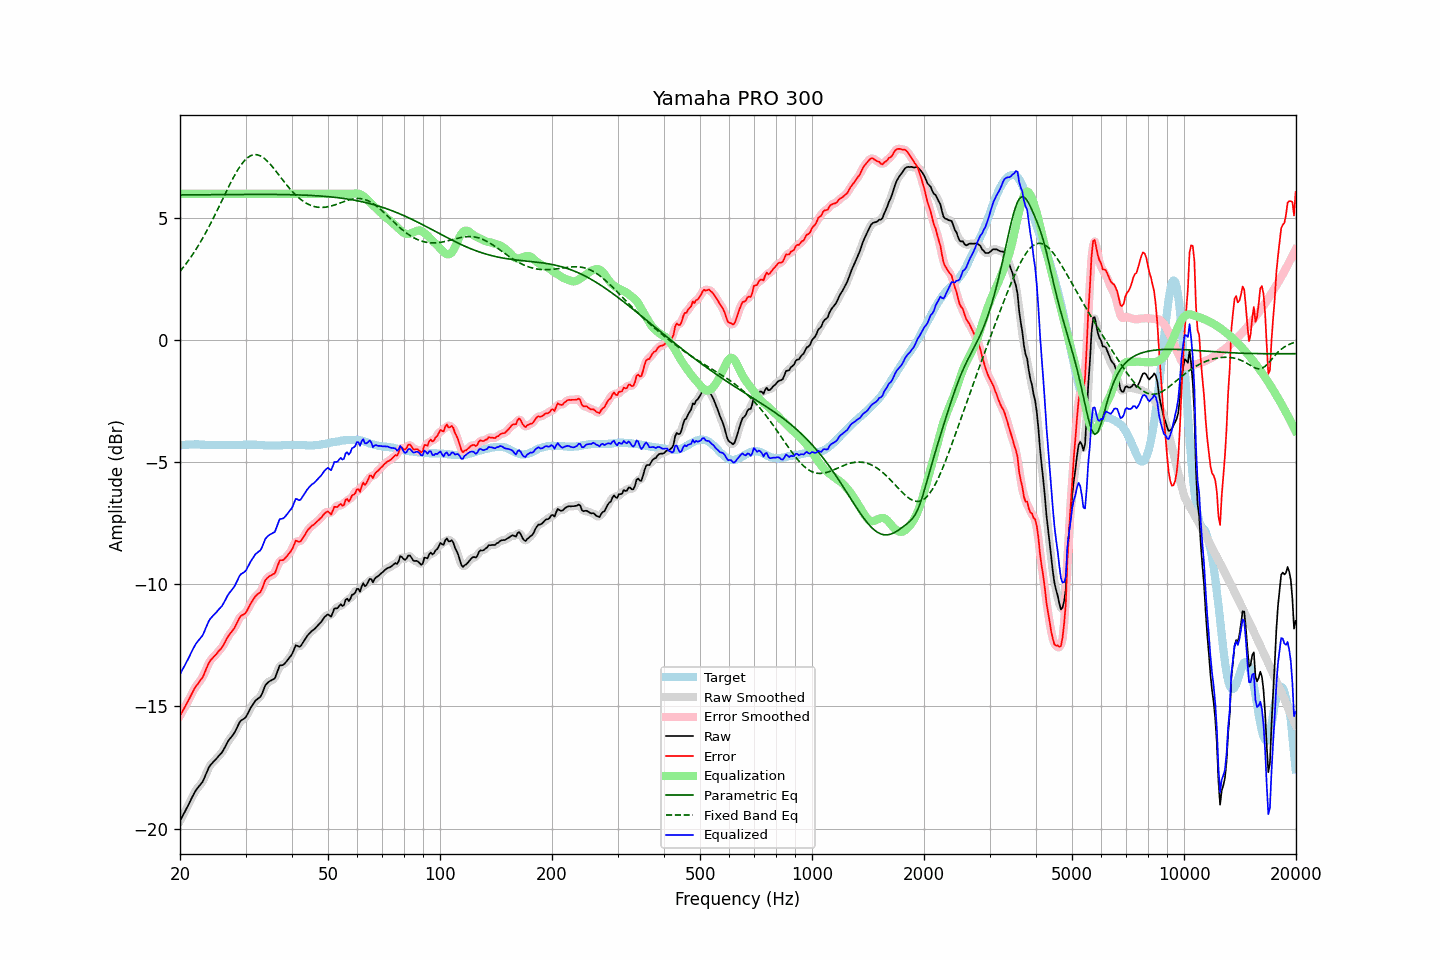 Yamaha PRO 300
Amplitude (dBr)
5
0
−5
−10
−15
−20
Target
Raw Smoothed
Error Smoothed
Raw
Error
Equalization
Parametric Eq
Fixed Band Eq
Equalized
20 50 100 200 500 1000 2000 5000 10000 20000
Frequency (Hz)